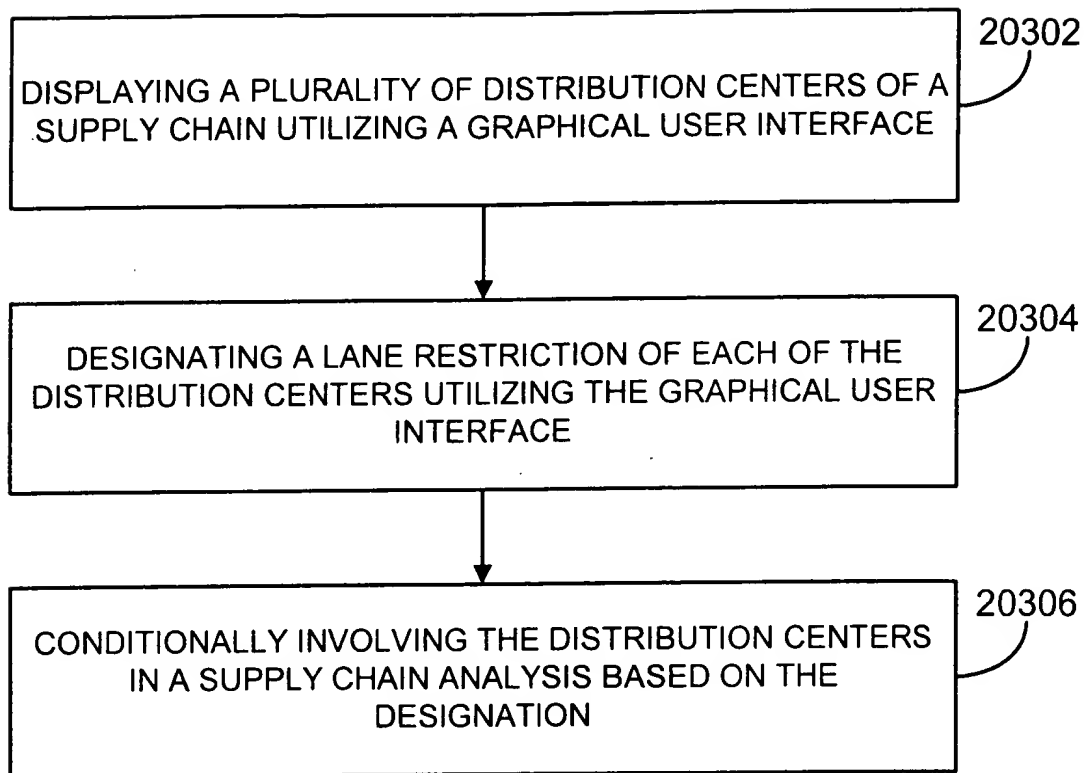 20302
DISPLAYING A PLURALITY OF DISTRIBUTION CENTERS OF A
SUPPLY CHAIN UTILIZING A GRAPHICAL USER INTERFACE
20304
DESIGNATING A LANE RESTRICTION OF EACH OF THE
DISTRIBUTION CENTERS UTILIZING THE GRAPHICAL USER
INTERFACE
20306
CONDITIONALLY INVOLVING THE DISTRIBUTION CENTERS
IN A SUPPLY CHAIN ANALYSIS BASED ON THE
DESIGNATION